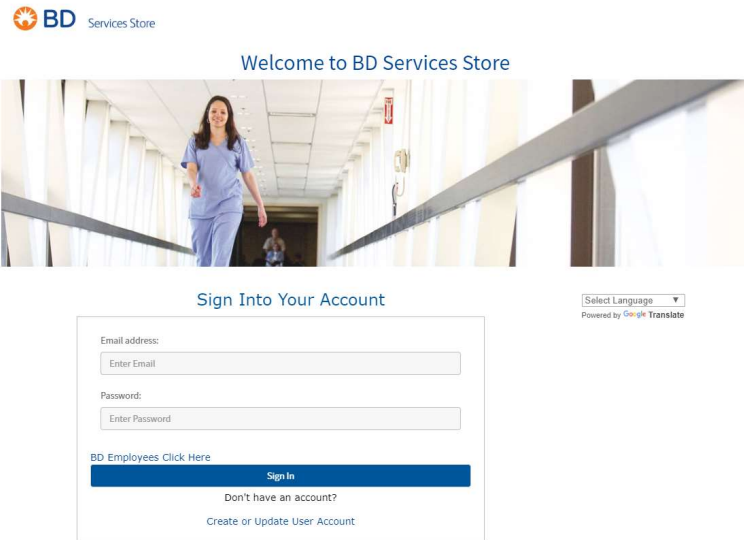 BD Services Store
Welcome to BD Services Store
Sign Into Your Account
Select Language ▼
Powered by Google Translate
Email address:
Enter Email
Password:
Enter Password
BD Employees Click Here
Sign In
Don't have an account?
Create or Update User Account